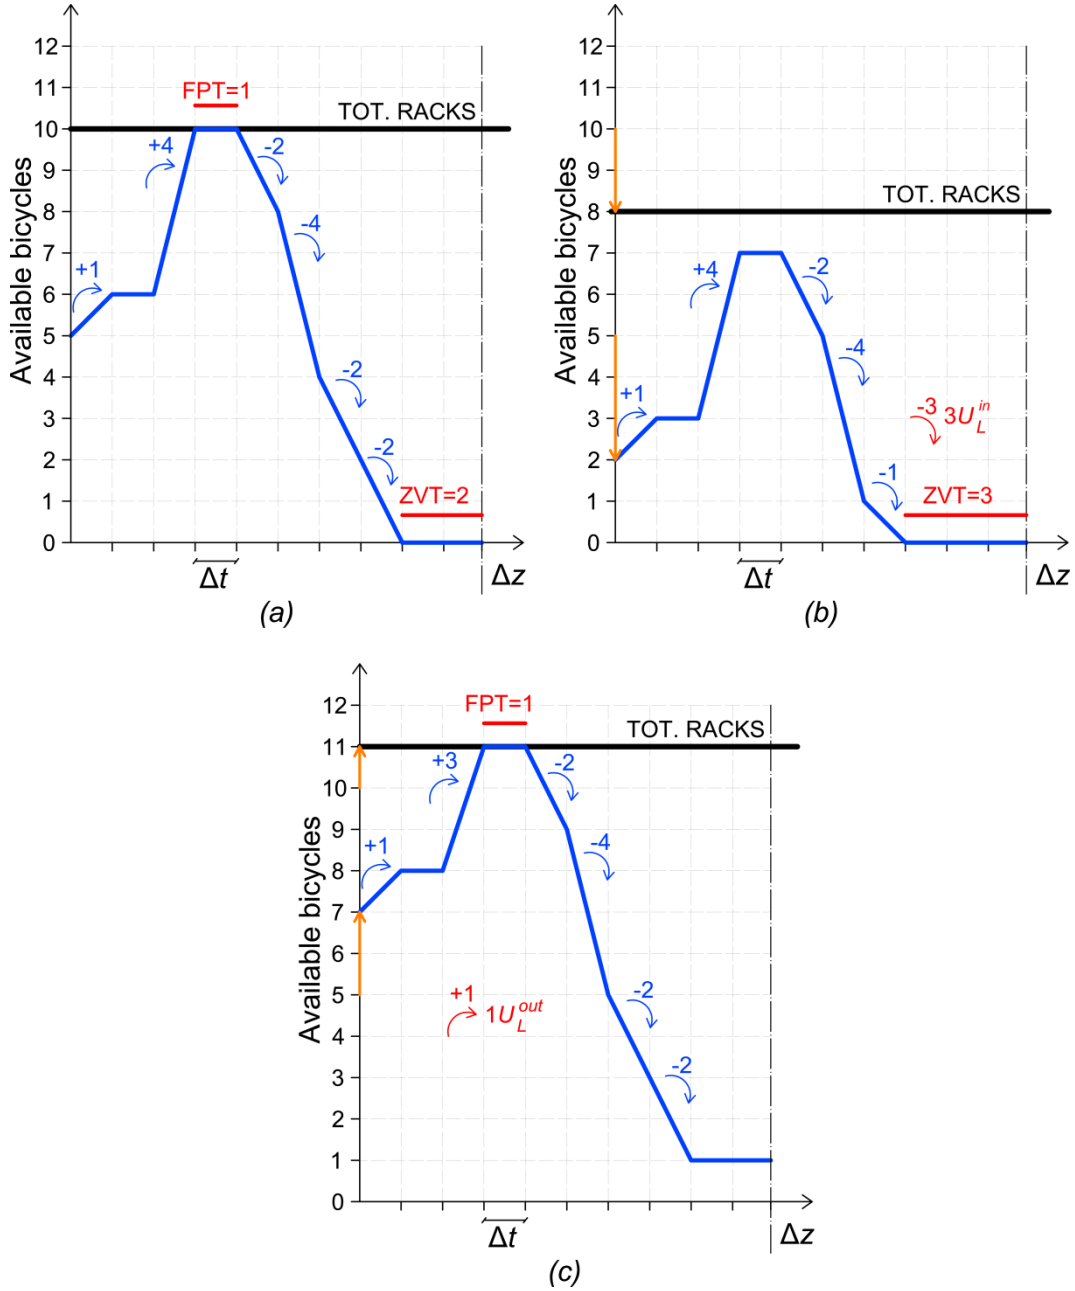 12
11
10
9
8
7
6
5
4
3
2
1
0
Available bicycles
FPT=1
TOT. RACKS
+1
+4
-2
-4
-2
-2
ZVT=2
Δt
Δz
(a)
12
11
10
9
8
7
6
5
4
3
2
1
0
Available bicycles
TOT. RACKS
+1
+4
-2
-4
-1
-3 3U_L^in
ZVT=3
Δt
Δz
(b)
12
11
10
9
8
7
6
5
4
3
2
1
0
Available bicycles
FPT=1
TOT. RACKS
+1
+3
-2
-4
-2
-2
+1 1U_L^out
Δt
Δz
(c)